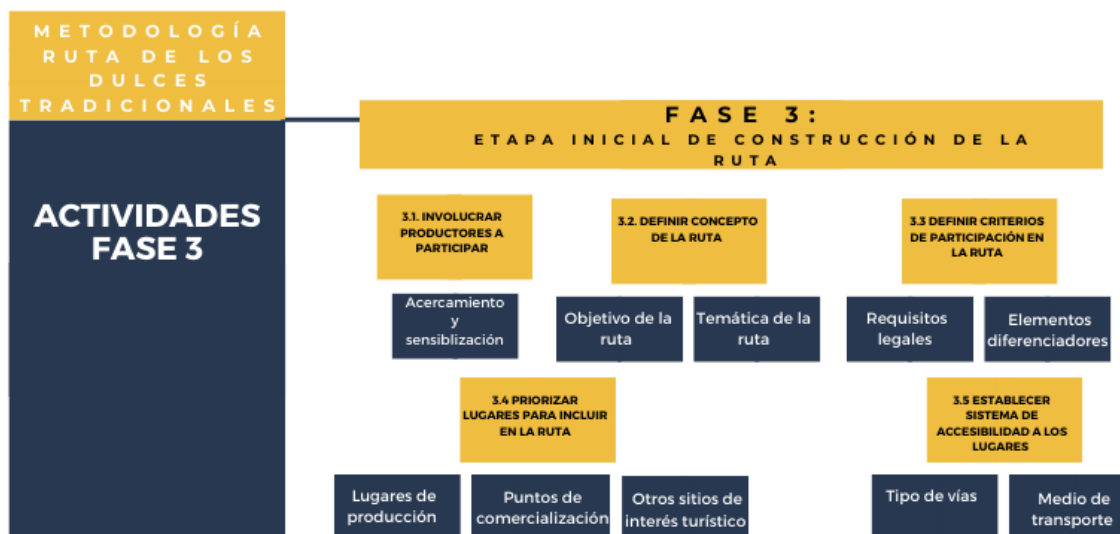 METODOLOGÍA
RUTA DE LOS
DULCES
TRADICIONALES
ACTIVIDADES
FASE 3
FASE 3:
ETAPA INICIAL DE CONSTRUCCIÓN DE LA
RUTA
3.1. INVOLUCRAR
PRODUCTORES A
PARTICIPAR
Acercamiento
y
sensiblización
3.2. DEFINIR CONCEPTO
DE LA RUTA
Objetivo de la
ruta
Temática de la
ruta
3.3 DEFINIR CRITERIOS
DE PARTICIPACIÓN EN
LA RUTA
Requisitos
legales
Elementos
diferenciadores
3.4 PRIORIZAR
LUGARES PARA INCLUIR
EN LA RUTA
Lugares de
producción
Puntos de
comercialización
Otros sitios de
interés turístico
3.5 ESTABLECER
SISTEMA DE
ACCESIBILIDAD A LOS
LUGARES
Tipo de vías
Medio de
transporte